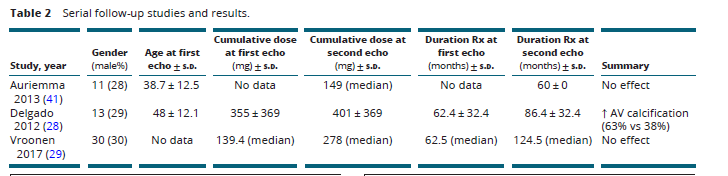 Table 2 Serial follow-up studies and results.
Cumulative dose Cumulative dose at Duration Rx at Duration Rx at
Gender Age at first at first echo second echo first echo second echo
Study, year (male%) echo ± S.D. (mg) ± S.D. (mg) ± S.D. (months) ± S.D. (months) ± S.D. Summary
Auriemma 11 (28) 38.7 ± 12.5 No data 149 (median) No data 60 ± 0 No effect
2013 (41)
Delgado 13 (29) 48 ± 12.1 355 ± 369 401 ± 369 62.4 ± 32.4 86.4 ± 32.4 ↑ AV calcification
2012 (28) (63% vs 38%)
Vroonen 30 (30) No data 139.4 (median) 278 (median) 62.5 (median) 124.5 (median) No effect
2017 (29)